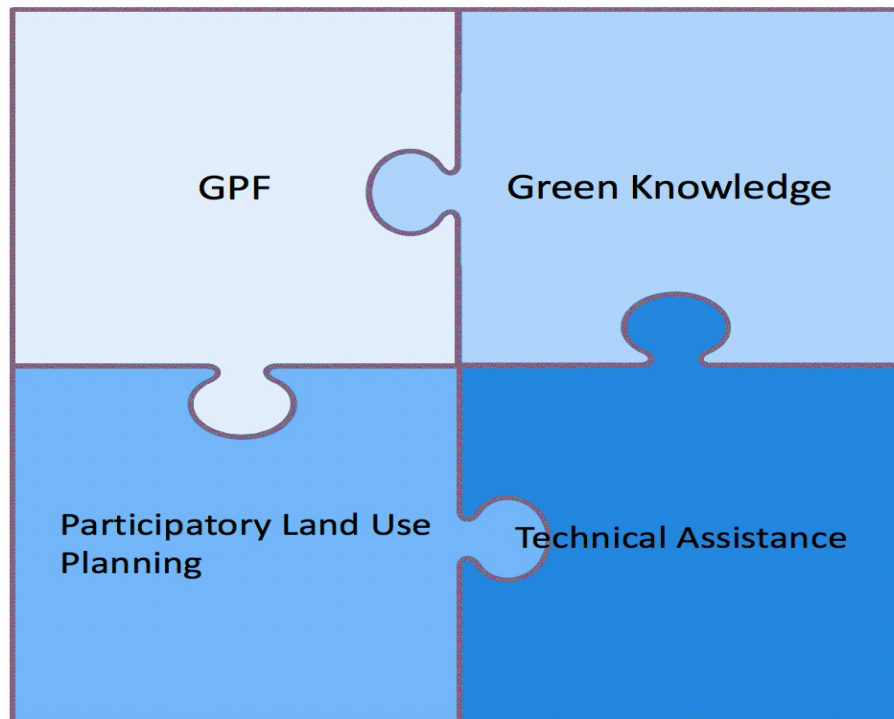 GPF
Green Knowledge
Participatory Land Use
Planning
Technical Assistance